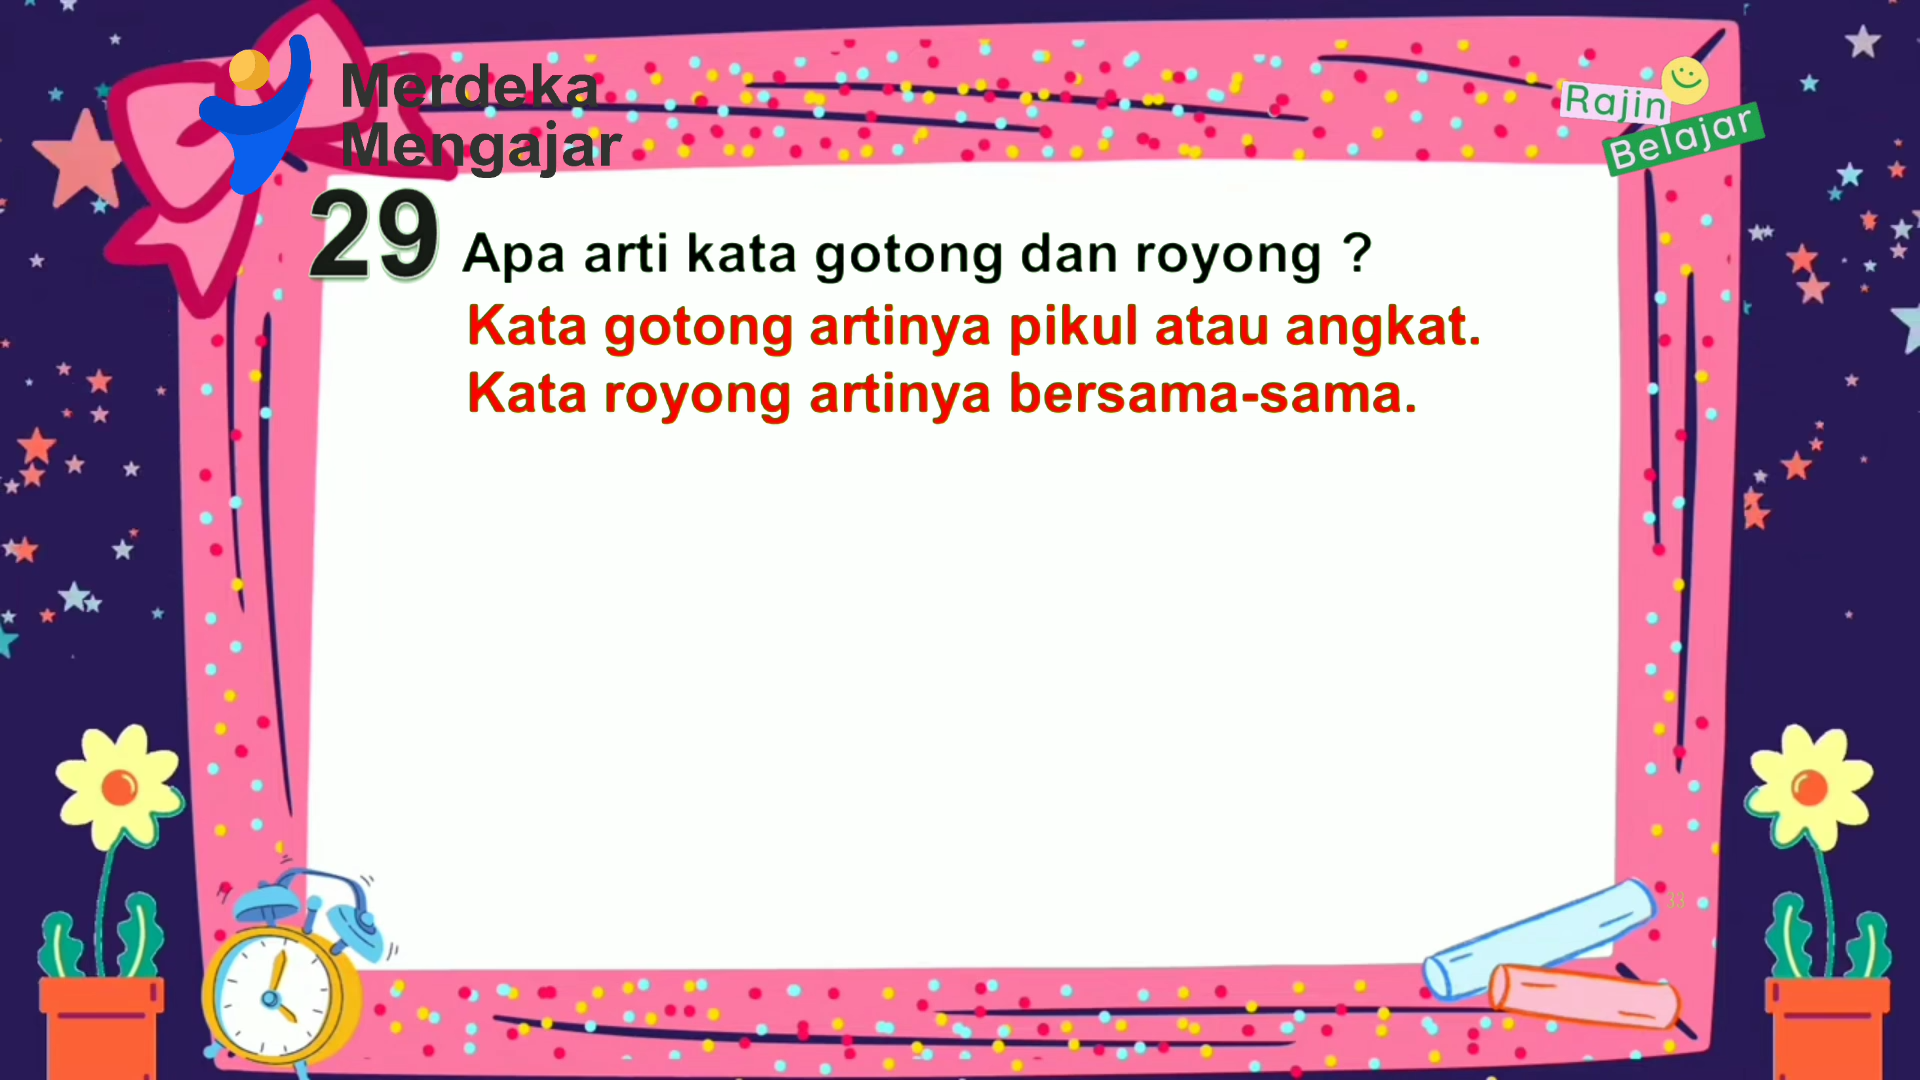 Merdeka
Mengajar
Rajin
Belajar
29 Apa arti kata gotong dan royong ?
Kata gotong artinya pikul atau angkat.
Kata royong artinya bersama-sama.
33